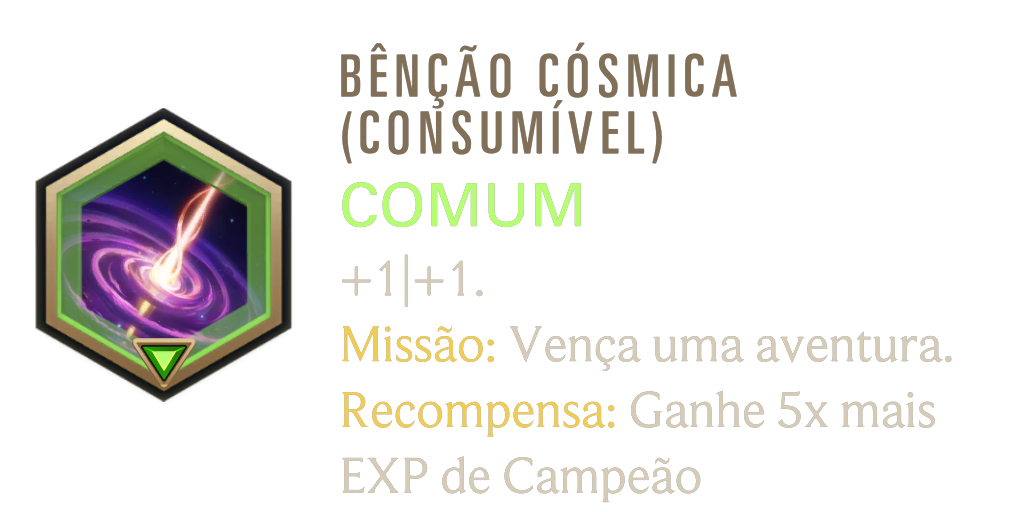 BÊNÇÃO CÓSMICA
(CONSUMÍVEL)
COMUM
+1|+1.
Missão: Vença uma aventura.
Recompensa: Ganhe 5x mais
EXP de Campeão